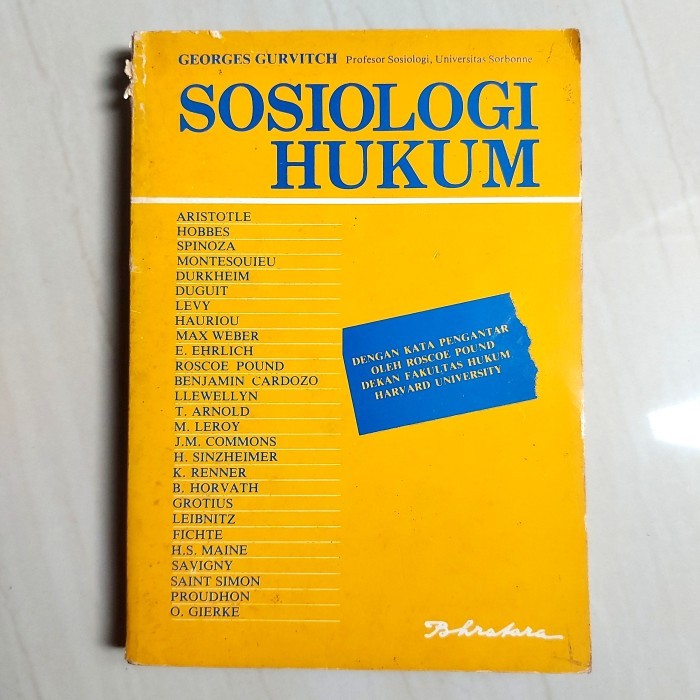 GEORGES GURVITCH Profesor Sosiologi, Universitas Sorbonne
SOSIOLOGI
HUKUM
ARISTOTLE
HOBBES
SPINOZA
MONTESQUIEU
DURKHEIM
DUGUIT
LEVY
HAURIOU
MAX WEBER
E. EHRLICH
ROSCOE POUND
BENJAMIN CARDOZO
LLEWELLYN
T. ARNOLD
M. LEROY
J.M. COMMONS
H. SINZHEIMER
K. RENNER
B. HORVATH
GROTIUS
LEIBNITZ
FICHTE
H.S. MAINE
SAVIGNY
SAINT SIMON
PROUDHON
O. GIERKE
DENGAN KATA PENGANTAR
OLEH ROSCOE POUND
DEKAN FAKULTAS HUKUM
HARVARD UNIVERSITY
Bhratara